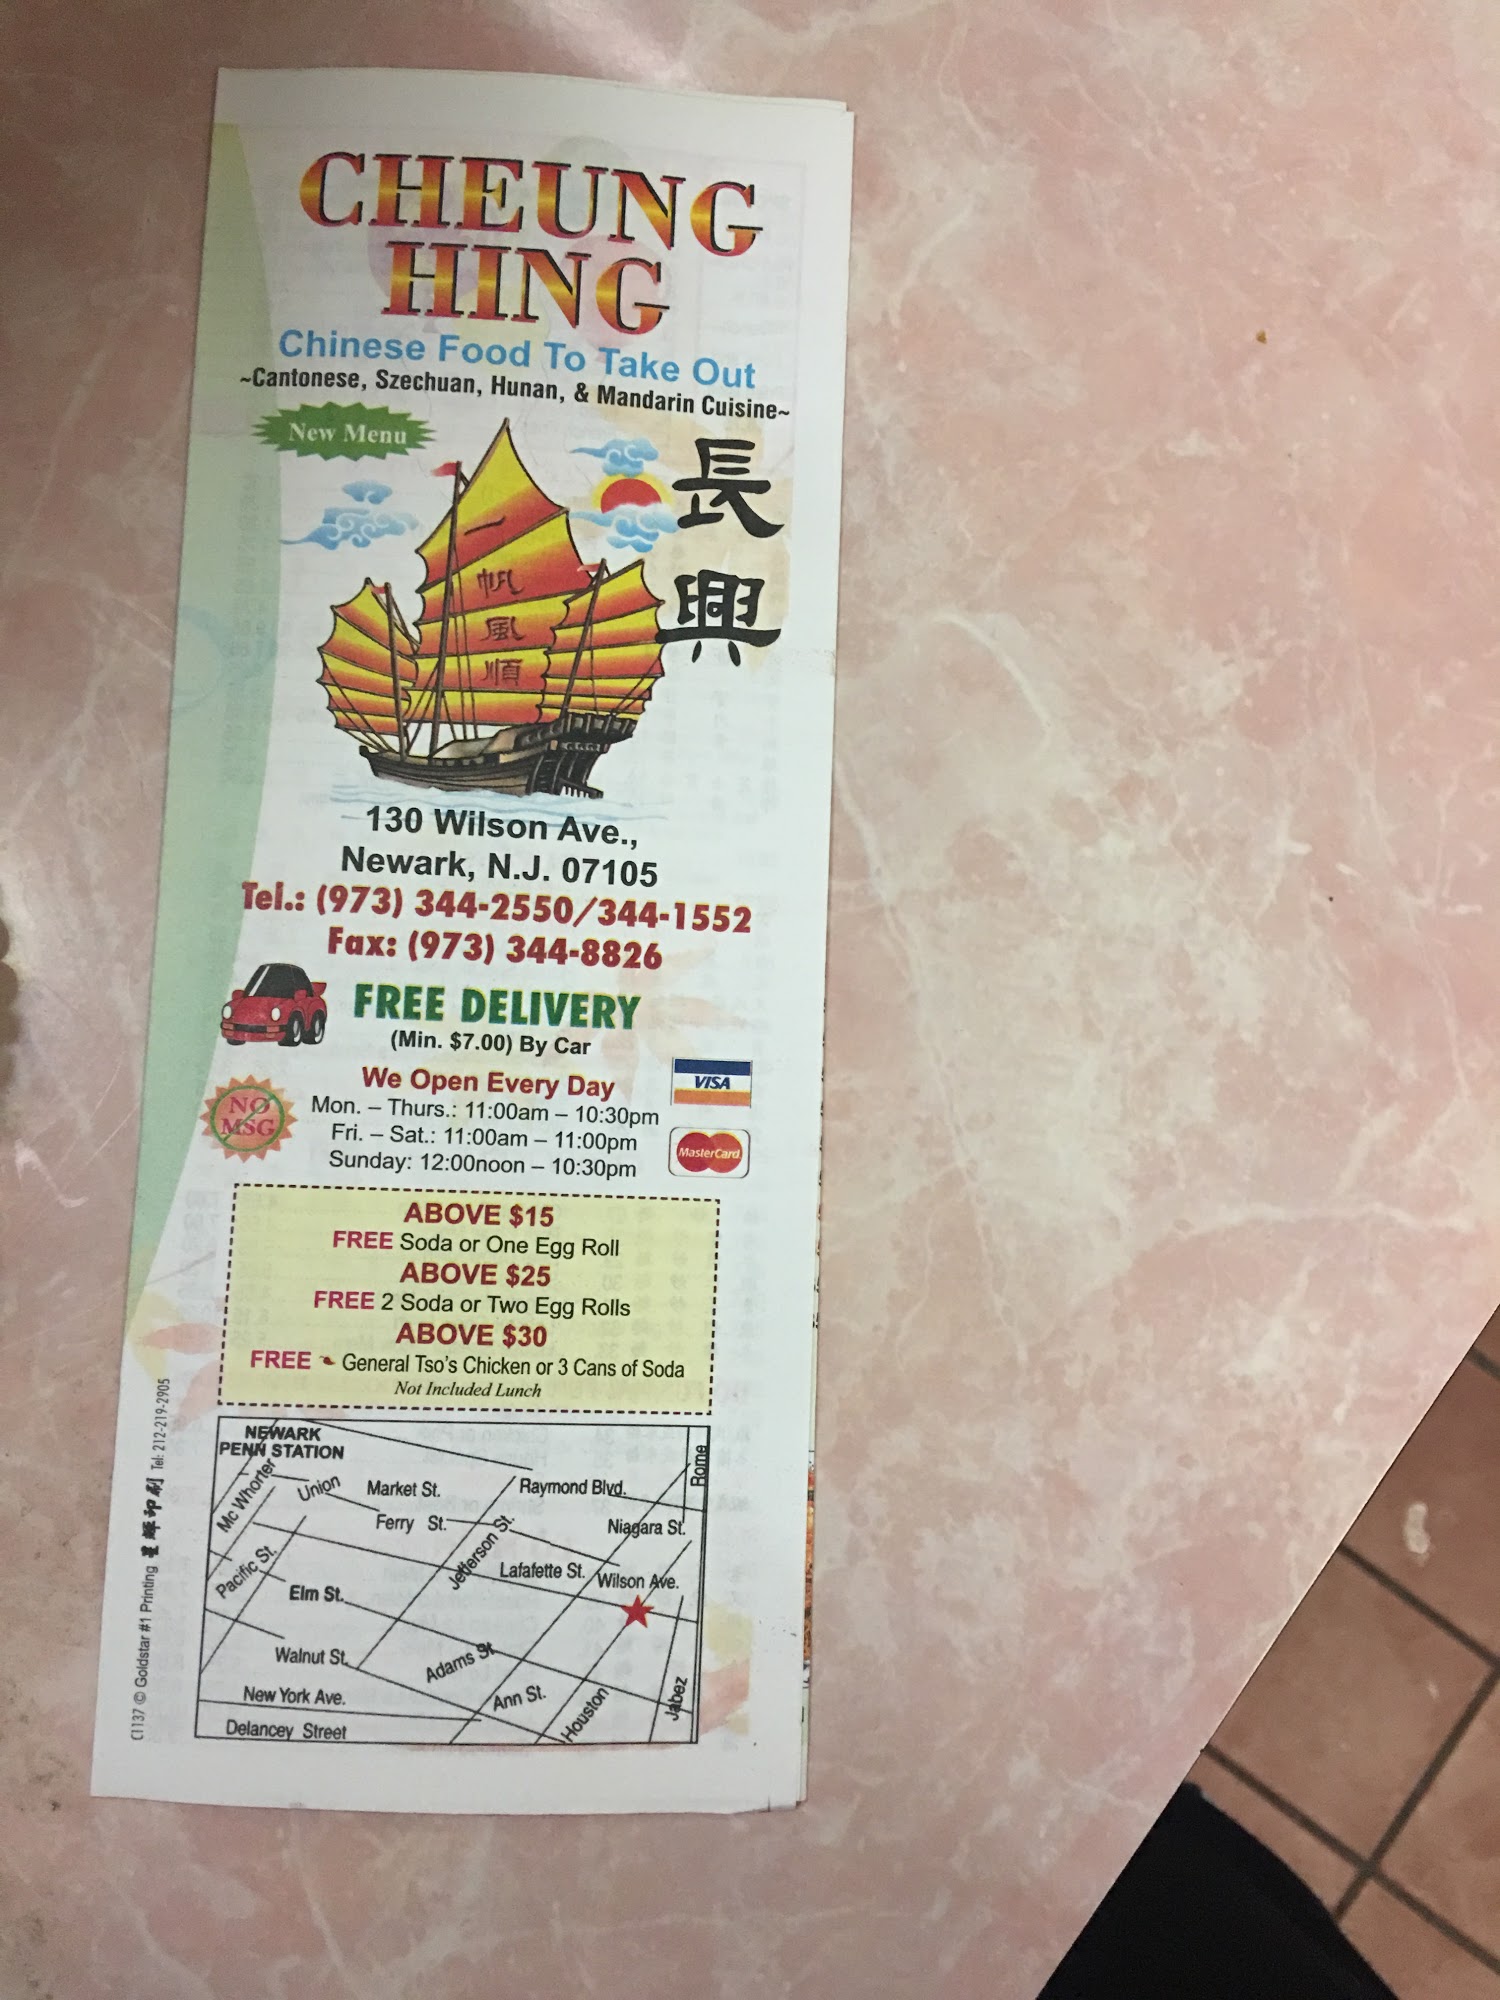 CHEUNG
HING
Chinese Food To Take Out
~Cantonese, Szechuan, Hunan, & Mandarin Cuisine~
New Menu
長
興
一
帆
風
順
130 Wilson Ave.,
Newark, N.J. 07105
Tel.: (973) 344-2550/344-1552
Fax: (973) 344-8826
FREE DELIVERY
(Min. $7.00) By Car
We Open Every Day
VISA
NO
MSG
Mon. – Thurs.: 11:00am – 10:30pm
Fri. – Sat.: 11:00am – 11:00pm
Sunday: 12:00noon – 10:30pm
MasterCard
ABOVE $15
FREE Soda or One Egg Roll
ABOVE $25
FREE 2 Soda or Two Egg Rolls
ABOVE $30
FREE General Tso's Chicken or 3 Cans of Soda
Not Included Lunch
NEWARK
PENN STATION
Mc Whorter
Union
Market St.
Raymond Blvd.
Rome
Ferry St.
Jefferson St.
Niagara St.
Pacific St.
Lafafette St.
Wilson Ave.
Elm St.
Walnut St.
Adams St
New York Ave.
Ann St.
Houston
Jabez
Delancey Street
C1137 © Goldstar #1 Printing 星輝印刷 Tel: 212-219-2905